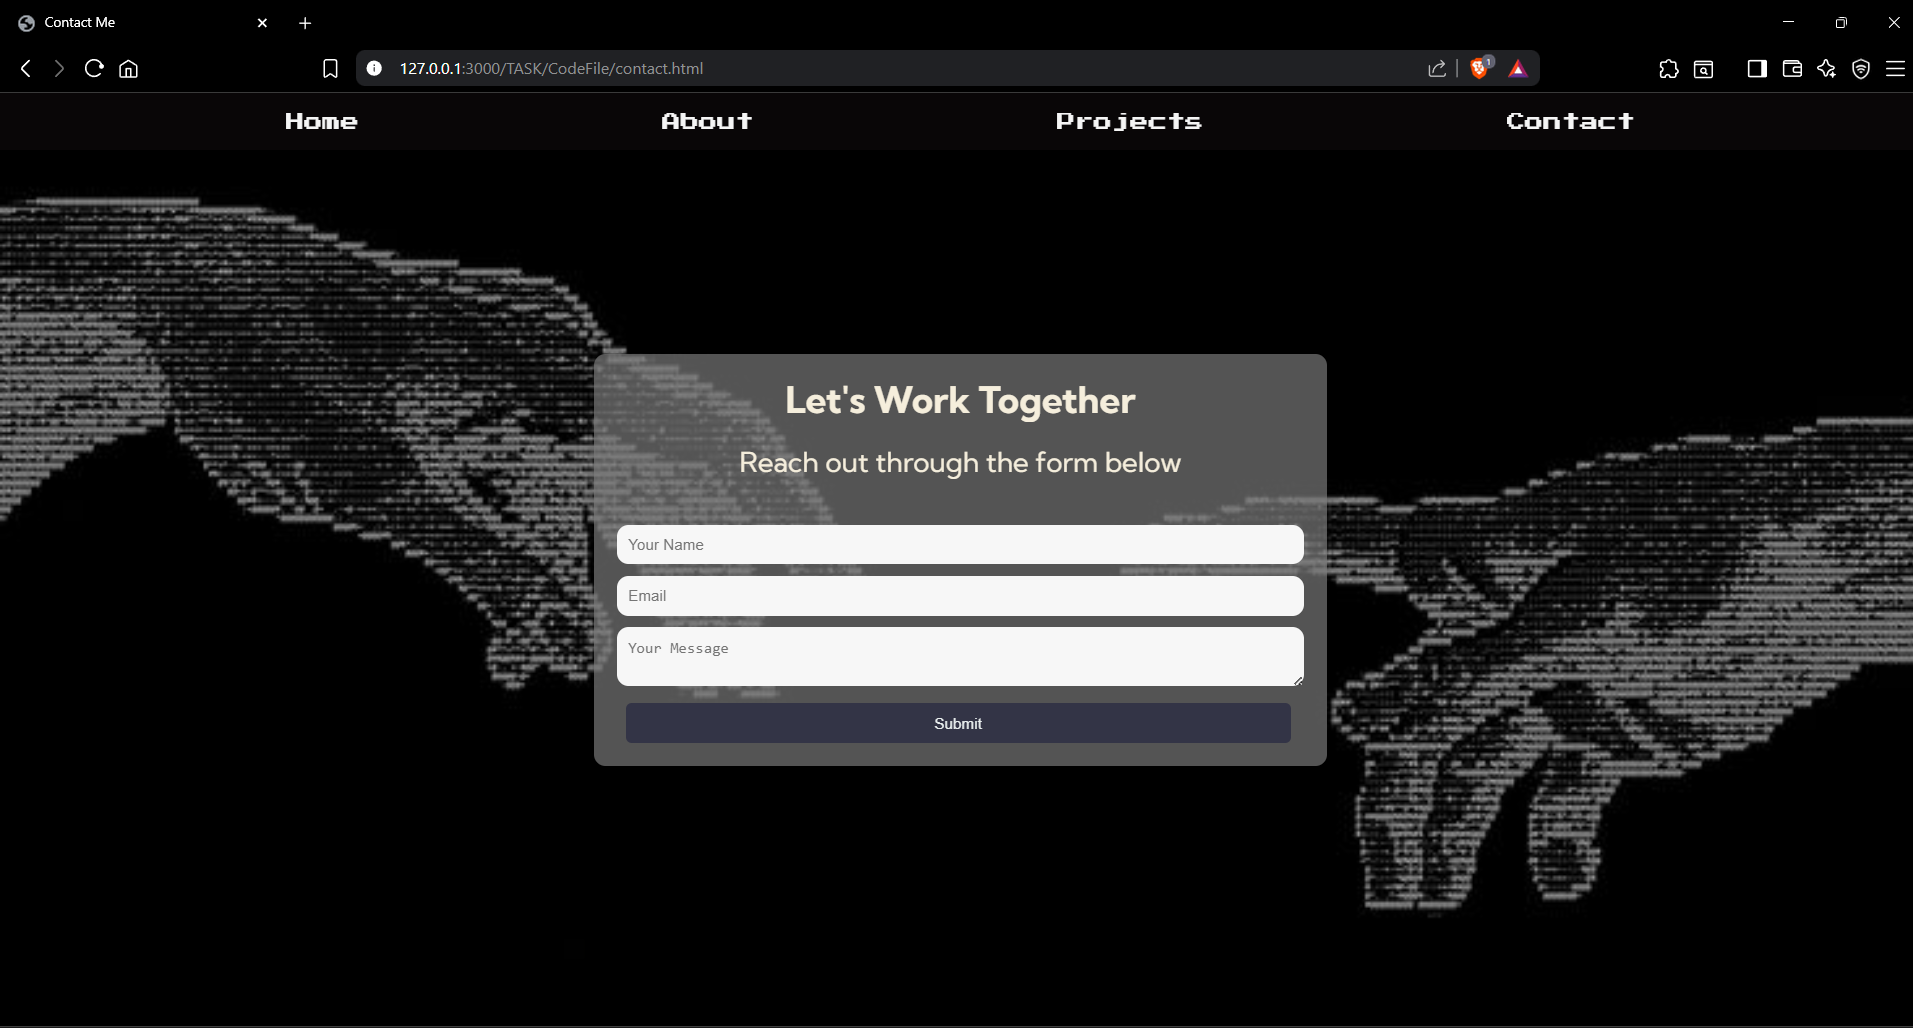 Contact Me
127.0.0.1:3000/TASK/CodeFile/contact.html
1
Home About Projects Contact
Let's Work Together
Reach out through the form below
Your Name
Email
Your Message
Submit